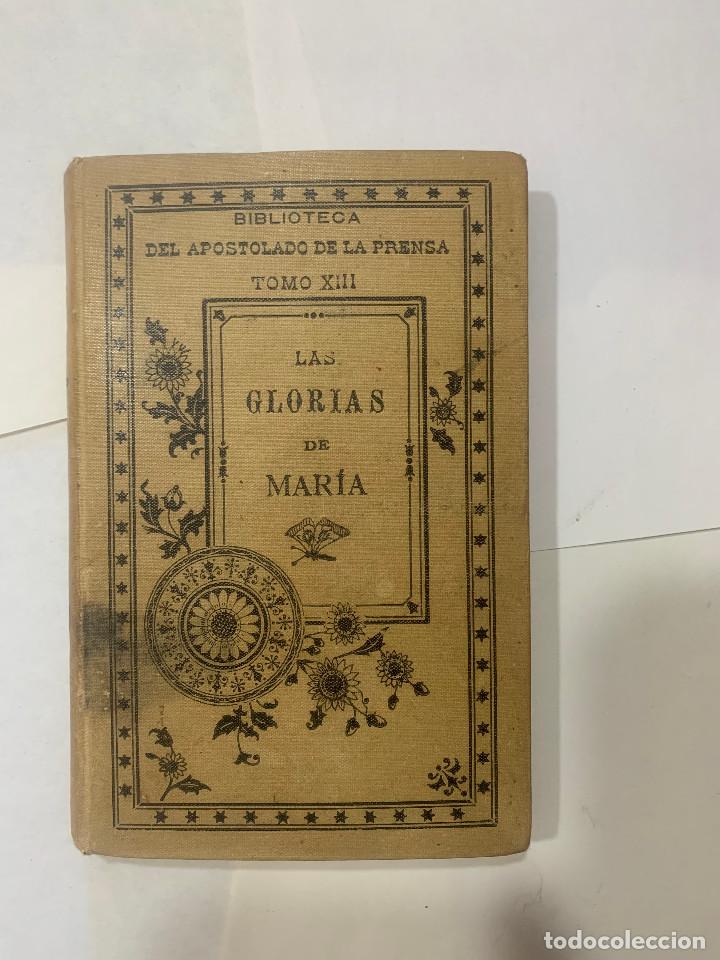 BIBLIOTECA
DEL APOSTOLADO DE LA PRENSA
TOMO XIII
LAS
GLORIAS
DE
MARÍA
todocoleccion